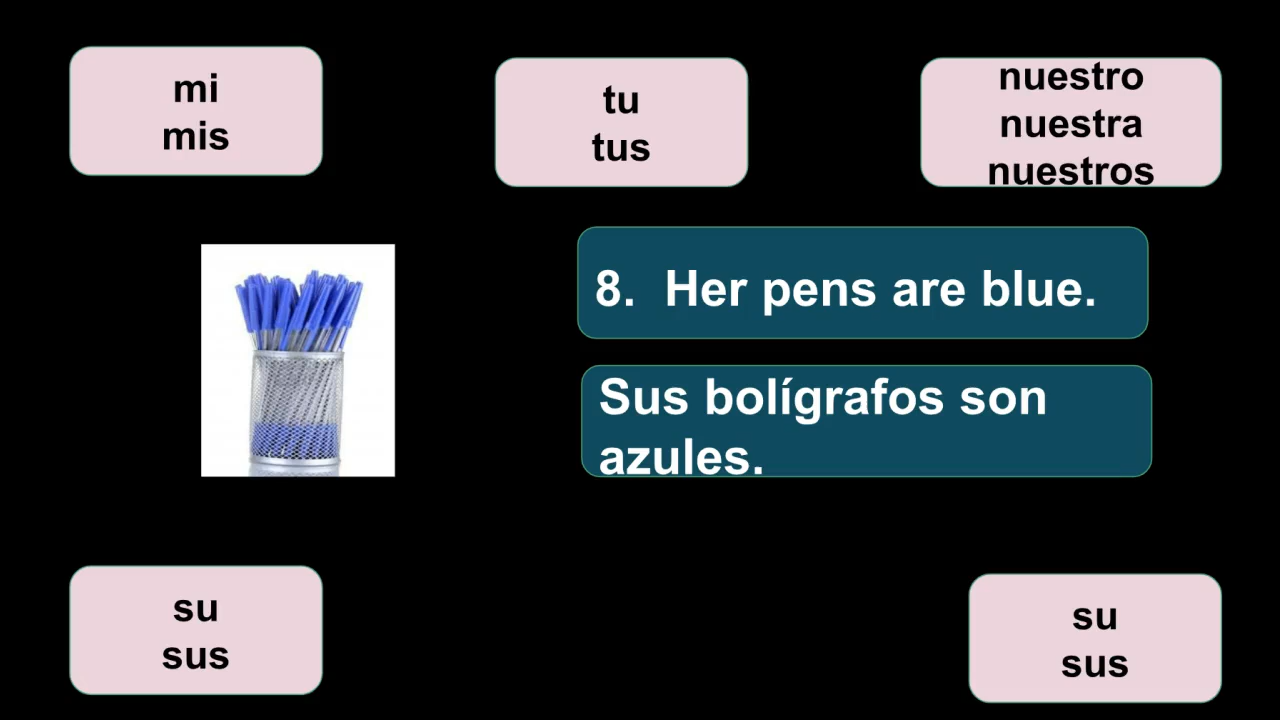 mi
mis
tu
tus
nuestro
nuestra
nuestros
8. Her pens are blue.
Sus bolígrafos son
azules.
su
sus
su
sus